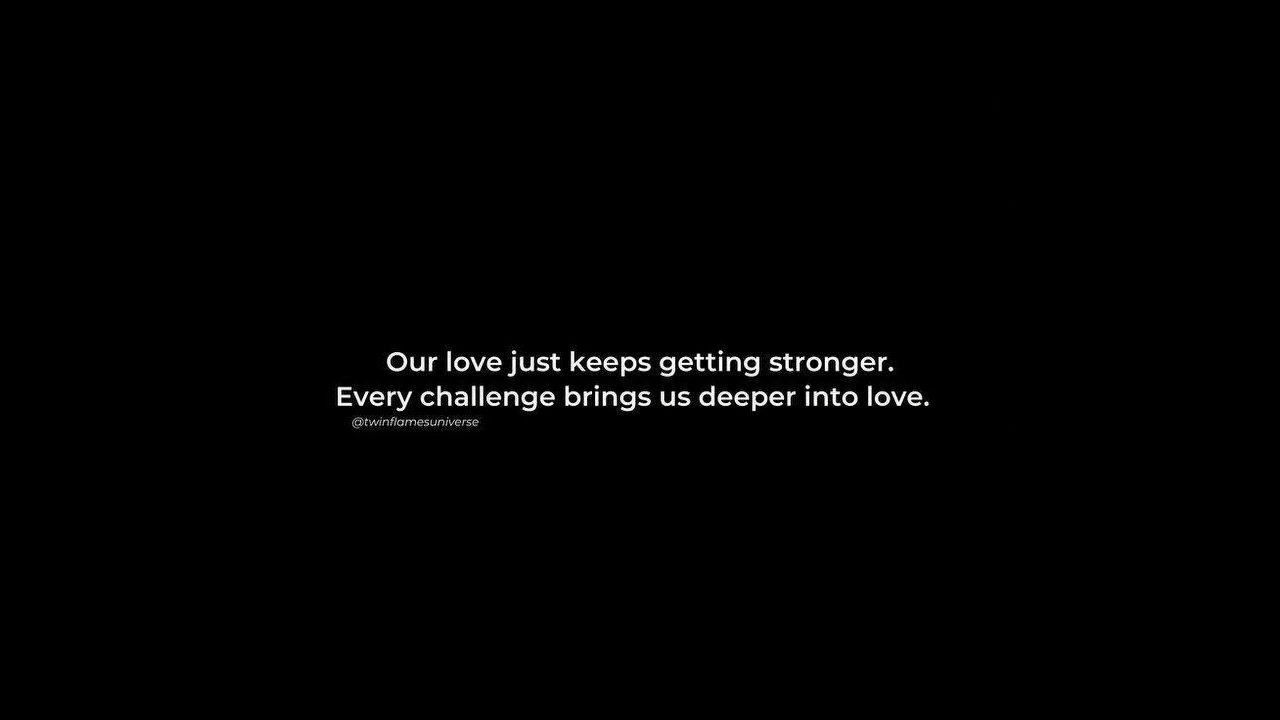 Our love just keeps getting stronger.
Every challenge brings us deeper into love.
@twinflamesuniverse